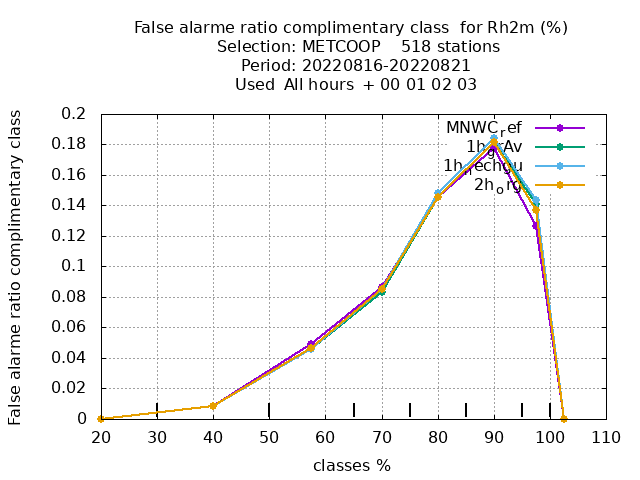 False alarme ratio complimentary class  for Rh2m (%)
Selection: METCOOP    518 stations
Period: 20220816-20220821
Used  All hours  + 00 01 02 03
False alarme ratio complimentary class
0.2
0.18
0.16
0.14
0.12
0.1
0.08
0.06
0.04
0.02
0
MNWC_ref
2h_org
20 30 40 50 60 70 80 90 100 110
classes %